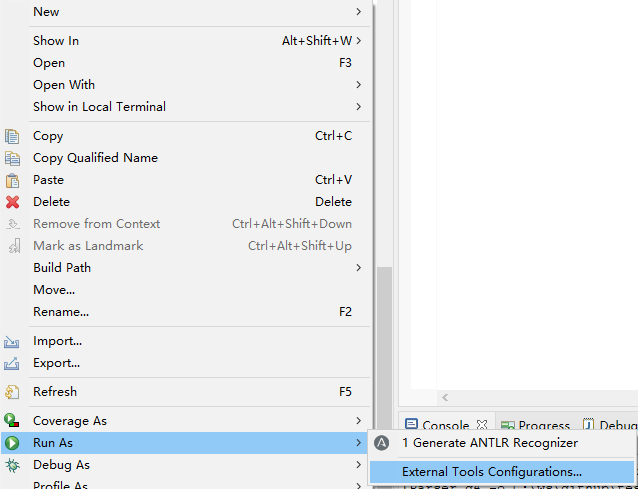 New
Show In Alt+Shift+W
Open F3
Open With
Show in Local Terminal
Copy Ctrl+C
Copy Qualified Name
Paste Ctrl+V
Delete Delete
Remove from Context Ctrl+Alt+Shift+Down
Mark as Landmark Ctrl+Alt+Shift+Up
Build Path
Move...
Rename... F2
Import...
Export...
Refresh F5
Coverage As
Console Progress Debug
Run As
1 Generate ANTLR Recognizer
Debug As
External Tools Configurations...
Profile As